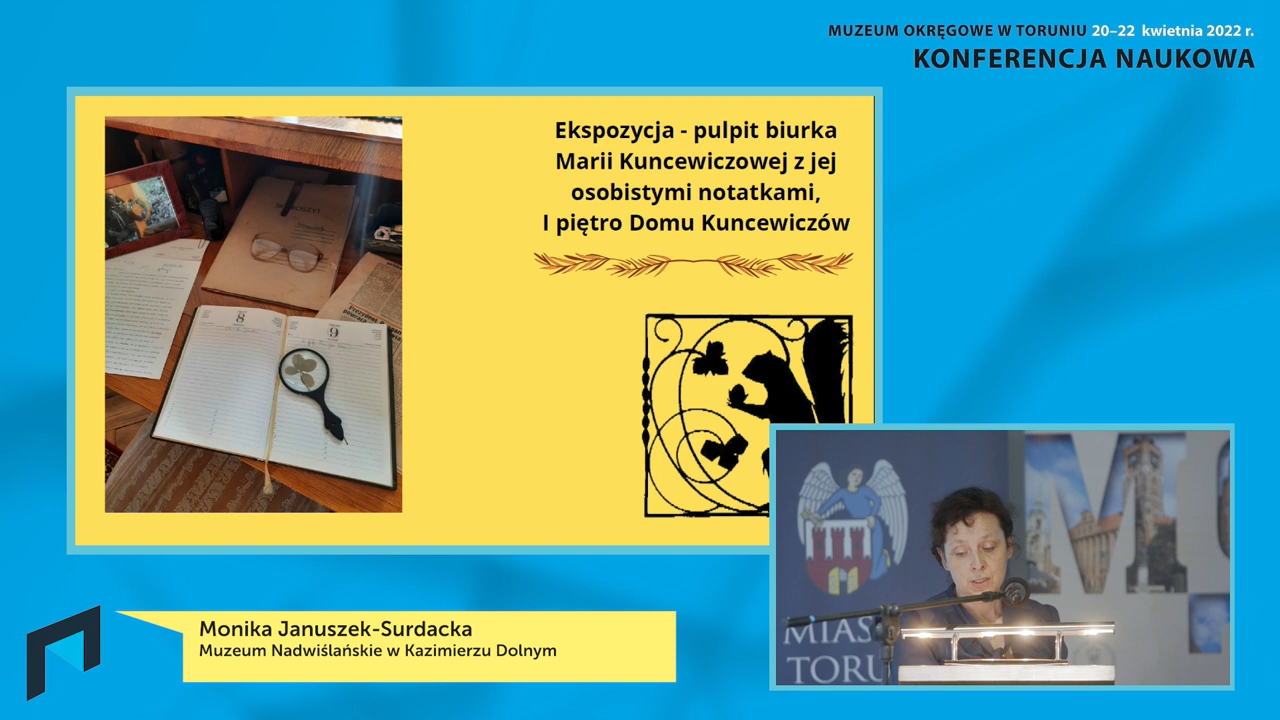 MUZEUM OKRĘGOWE W TORUNIU 20–22 kwietnia 2022 r.
KONFERENCJA NAUKOWA
Ekspozycja - pulpit biurka
Marii Kuncewiczowej z jej
osobistymi notatkami,
I piętro Domu Kuncewiczów
8
9
MIAS
TORU
M
Monika Januszek-Surdacka
Muzeum Nadwiślańskie w Kazimierzu Dolnym